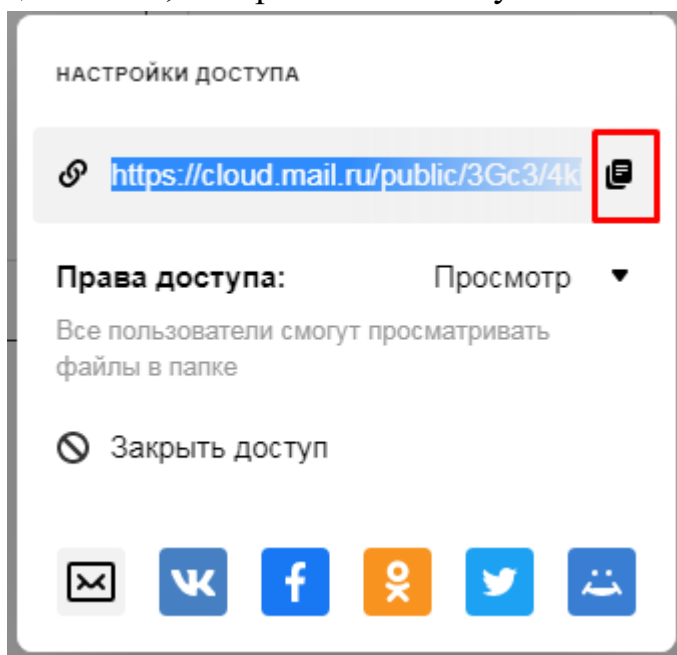 НАСТРОЙКИ ДОСТУПА
https://cloud.mail.ru/public/3Gc3/4k
Права доступа: Просмотр
Все пользователи смогут просматривать
файлы в папке
Закрыть доступ